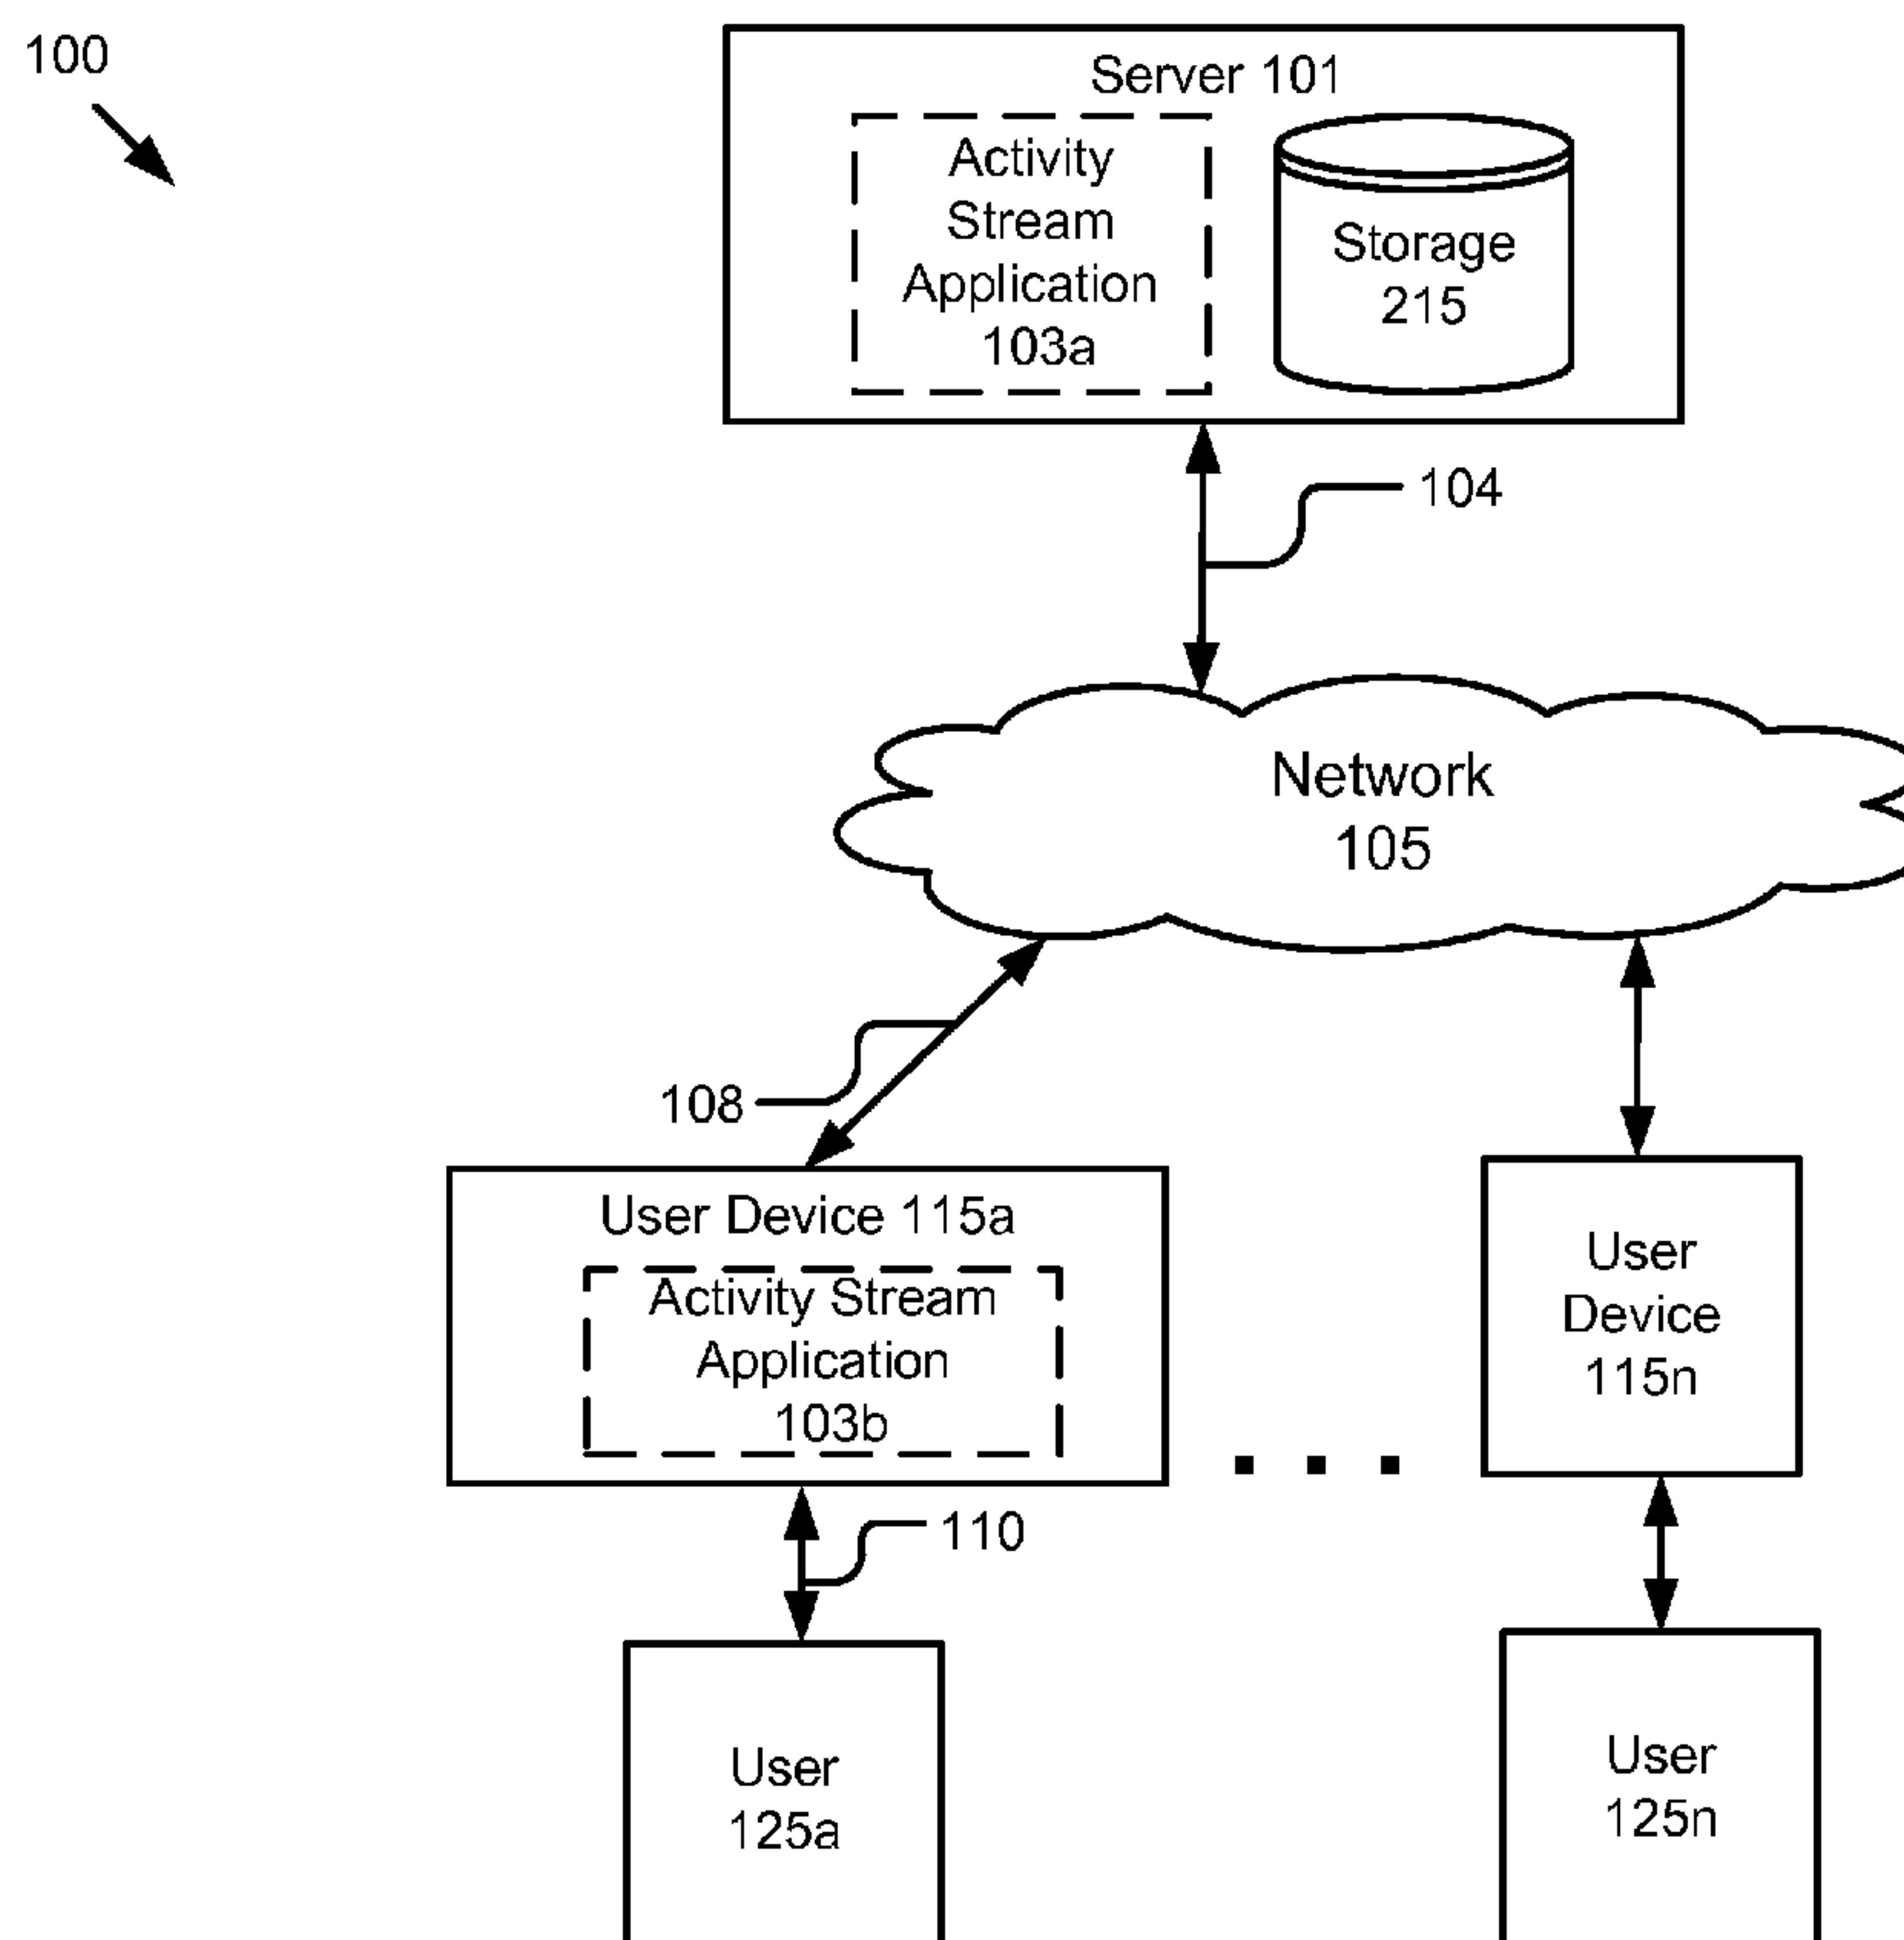 100
Server 101
Activity
Stream
Application
103a
Storage
215
104
Network
105
108
User Device 115a
Activity Stream
Application
103b
User
Device
115n
110
User
125a
User
125n